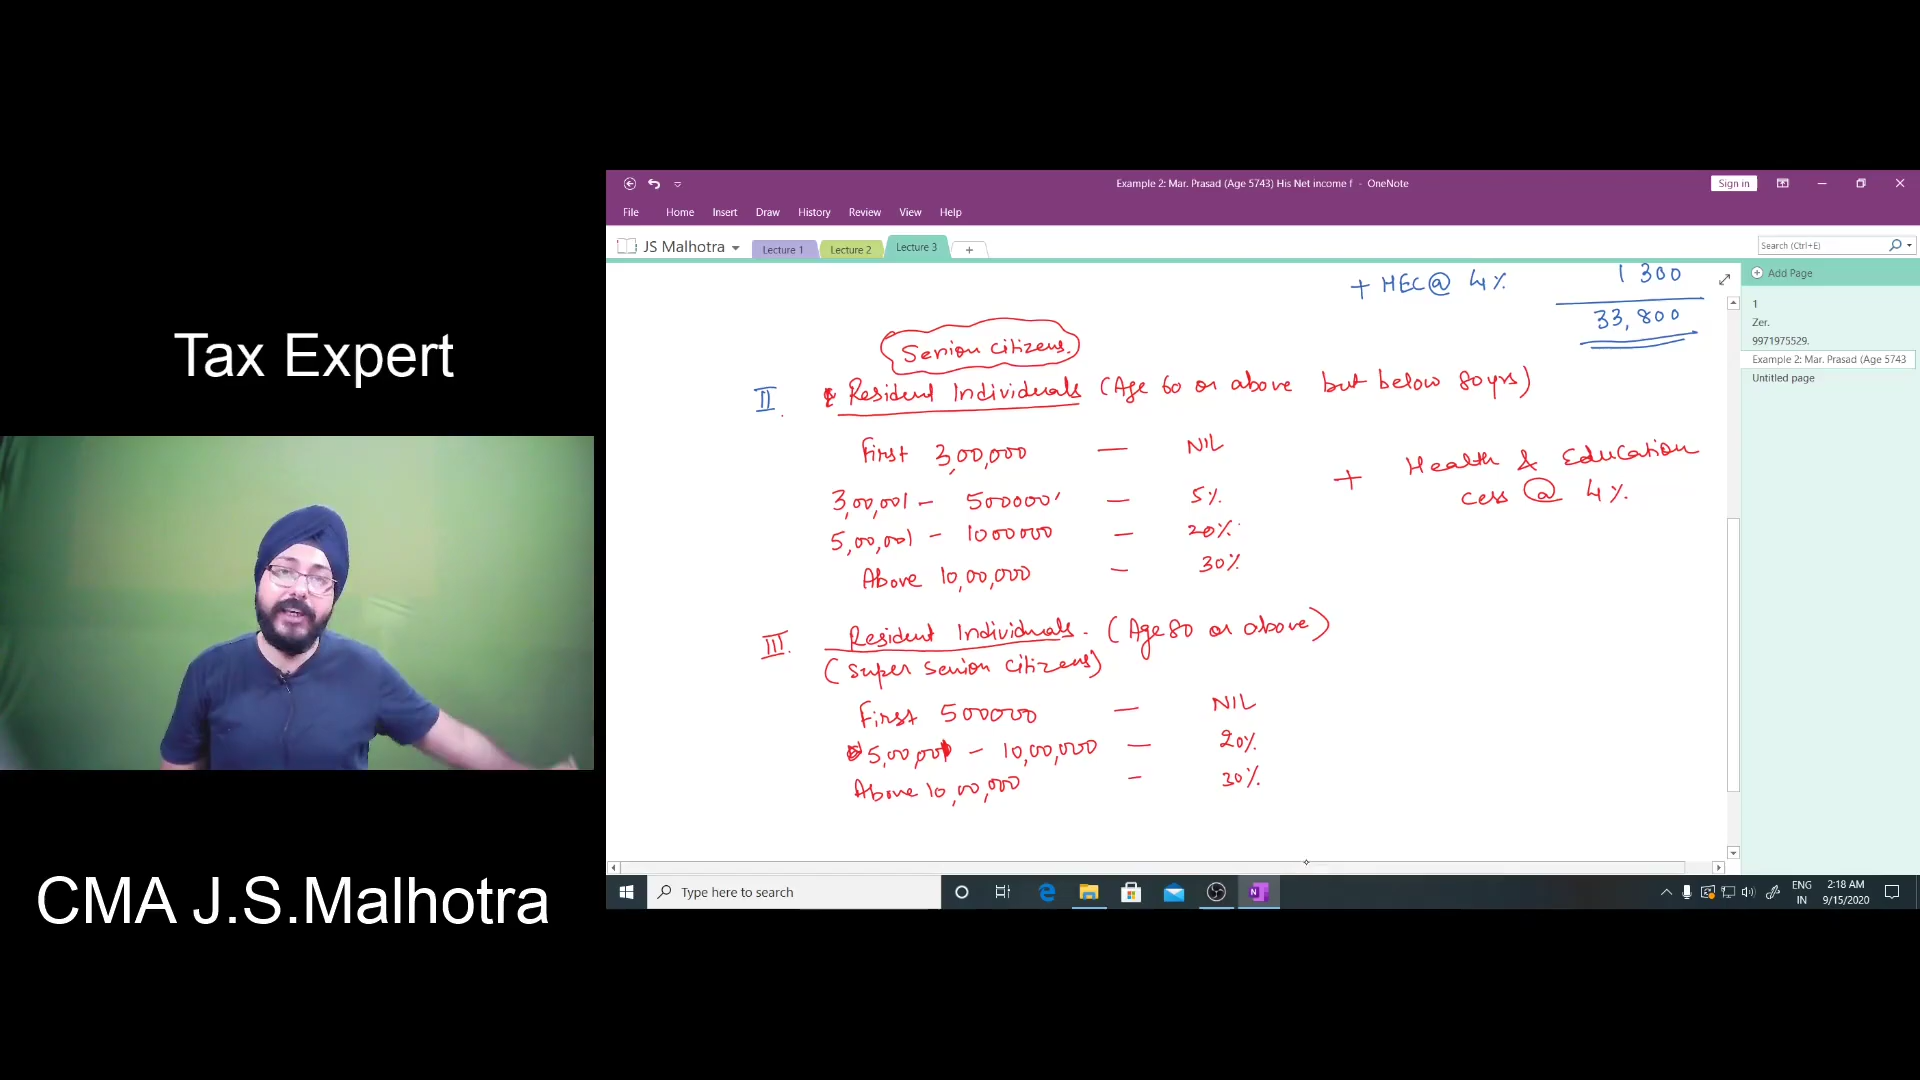 Tax Expert
CMA J.S.Malhotra
Example 2: Mar. Prasad (Age 5743) His Net income f - OneNote
Sign in
File Home Insert Draw History Review View Help
JS Malhotra Lecture 1 Lecture 2 Lecture 3 +
Search (Ctrl+E)
Add Page
1
Zer.
9971975529.
Example 2: Mar. Prasad (Age 5743
Untitled page
+ HEC @ 4% 1300
33,800
Senior Citizens.
II. Resident Individuals (Age 60 or above but below 80yrs)
First 3,00,000 — NIL
3,00,001 - 500000 — 5%
5,00,001 - 1000000 — 20%
Above 10,00,000 - 30%
+ Health & Education
cess @ 4%
III. Resident Individuals. (Age 80 or above)
(Super Senior Citizens)
First 500000 — NIL
5,00,001 - 10,00,000 — 20%
Above 10,00,000 - 30%
Type here to search
ENG
IN
2:18 AM
9/15/2020